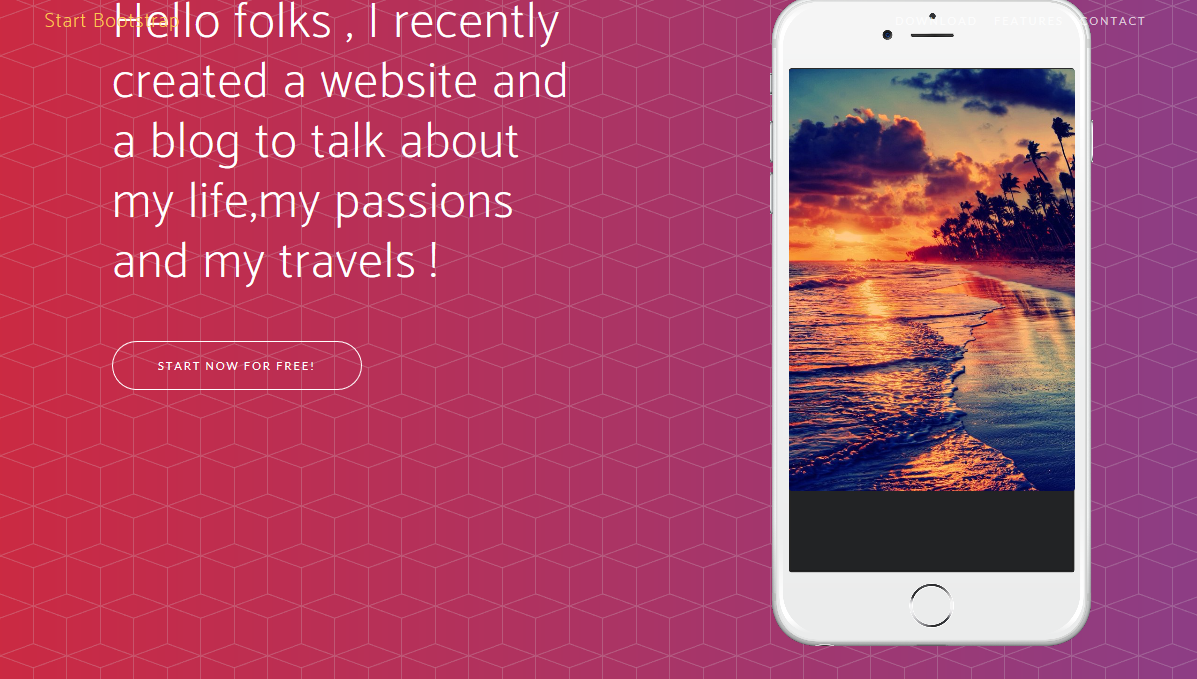 Start Bootstrap
DOWNLOAD FEATURES CONTACT
Hello folks , I recently
created a website and
a blog to talk about
my life,my passions
and my travels !
START NOW FOR FREE!